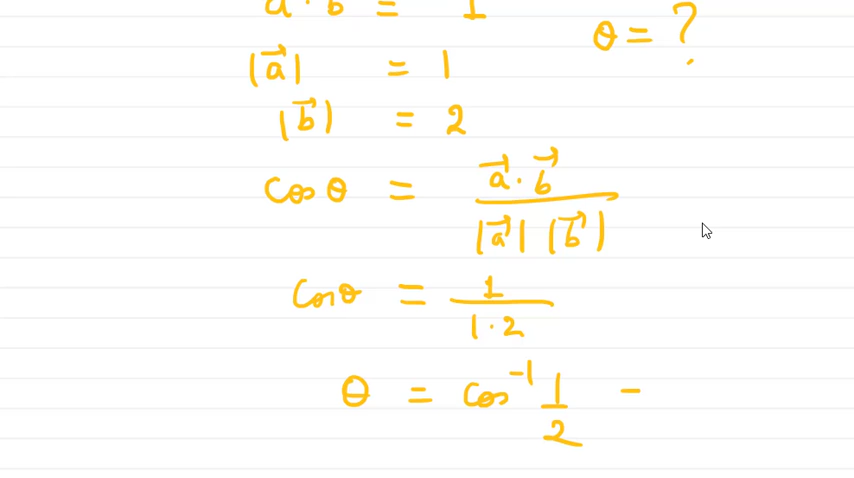 a · b = 1
θ = ?
|a⃗| = 1
|b⃗| = 2
cos θ = a⃗ · b⃗ / |a⃗| |b⃗|
cos θ = 1 / 1 · 2
θ = cos⁻¹ 1/2 –